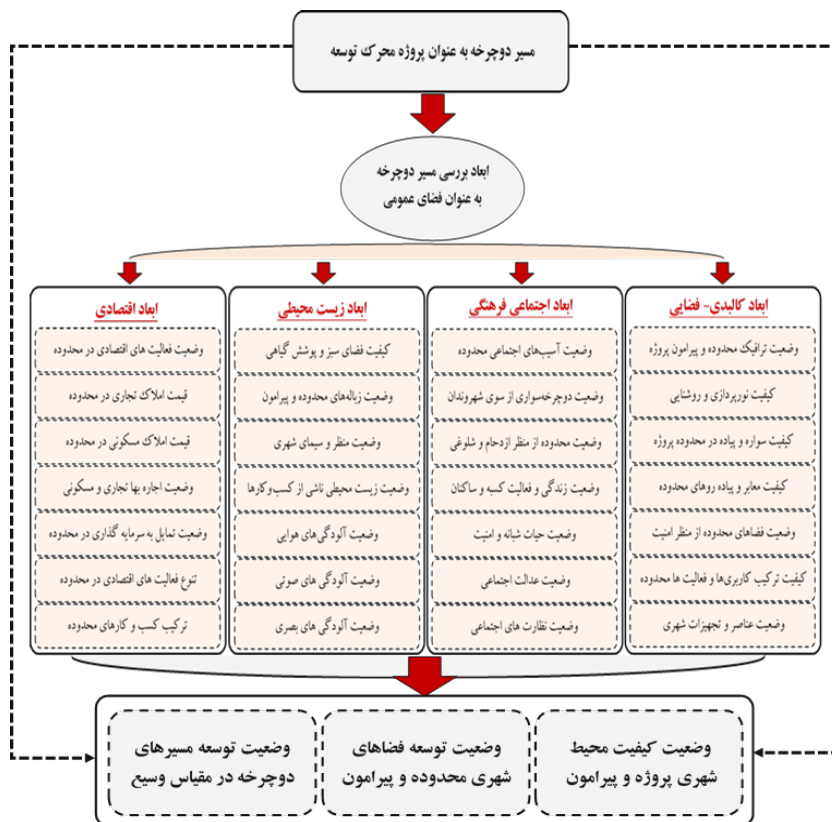 مسیر دوچرخه به عنوان پروژه محرك توسعه
ابعاد بررسی مسیر دوچرخه
به عنوان فضای عمومی
ابعاد کالبدی- فضایی
وضعیت ترافیك محدوده و پیرامون پروژه
کیفیت نورپردازی و روشنایی
کیفیت سواره و پیاده در محدوده پروژه
کیفیت معابر و پیاده روهای محدوده
وضعیت فضاهای محدوده از منظر امنیت
کیفیت ترکیب کاربری‌ها و فعالیت ها محدوده
وضعیت عناصر و تجهیزات شهری
ابعاد اجتماعی فرهنگی
وضعیت آسیب‌های اجتماعی محدوده
وضعیت دوچرخه‌سواری از سوی شهروندان
وضعیت محدوده از منظر ازدحام و شلوغی
وضعیت زندگی و فعالیت کسبه و ساکنان
وضعیت حیات شبانه و امنیت
وضعیت عدالت اجتماعی
وضعیت نظارت های اجتماعی
ابعاد زیست محیطی
کیفیت فضای سبز و پوشش گیاهی
وضعیت زباله‌های محدوده و پیرامون
وضعیت منظر و سیمای شهری
وضعیت زیست محیطی ناشی از کسب‌وکارها
وضعیت آلودگی‌های هوایی
وضعیت آلودگی های صوتی
وضعیت آلودگی های بصری
ابعاد اقتصادی
وضعیت فعالیت های اقتصادی در محدوده
قیمت املاك تجاری در محدوده
قیمت املاك مسکونی در محدوده
وضعیت اجاره بها تجاری و مسکونی
وضعیت تمایل به سرمایه گذاری در محدوده
تنوع فعالیت های اقتصادی در محدوده
ترکیب کسب و کارهای محدوده
وضعیت کیفیت محیط
شهری پروژه و پیرامون
وضعیت توسعه فضاهای
شهری محدوده و پیرامون
وضعیت توسعه مسیرهای
دوچرخه در مقیاس وسیع